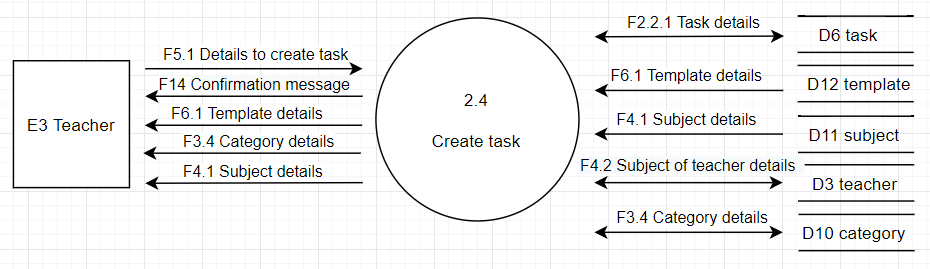 E3 Teacher
F5.1 Details to create task
F14 Confirmation message
F6.1 Template details
F3.4 Category details
F4.1 Subject details
2.4
Create task
F2.2.1 Task details
F6.1 Template details
F4.1 Subject details
F4.2 Subject of teacher details
F3.4 Category details
D6 task
D12 template
D11 subject
D3 teacher
D10 category